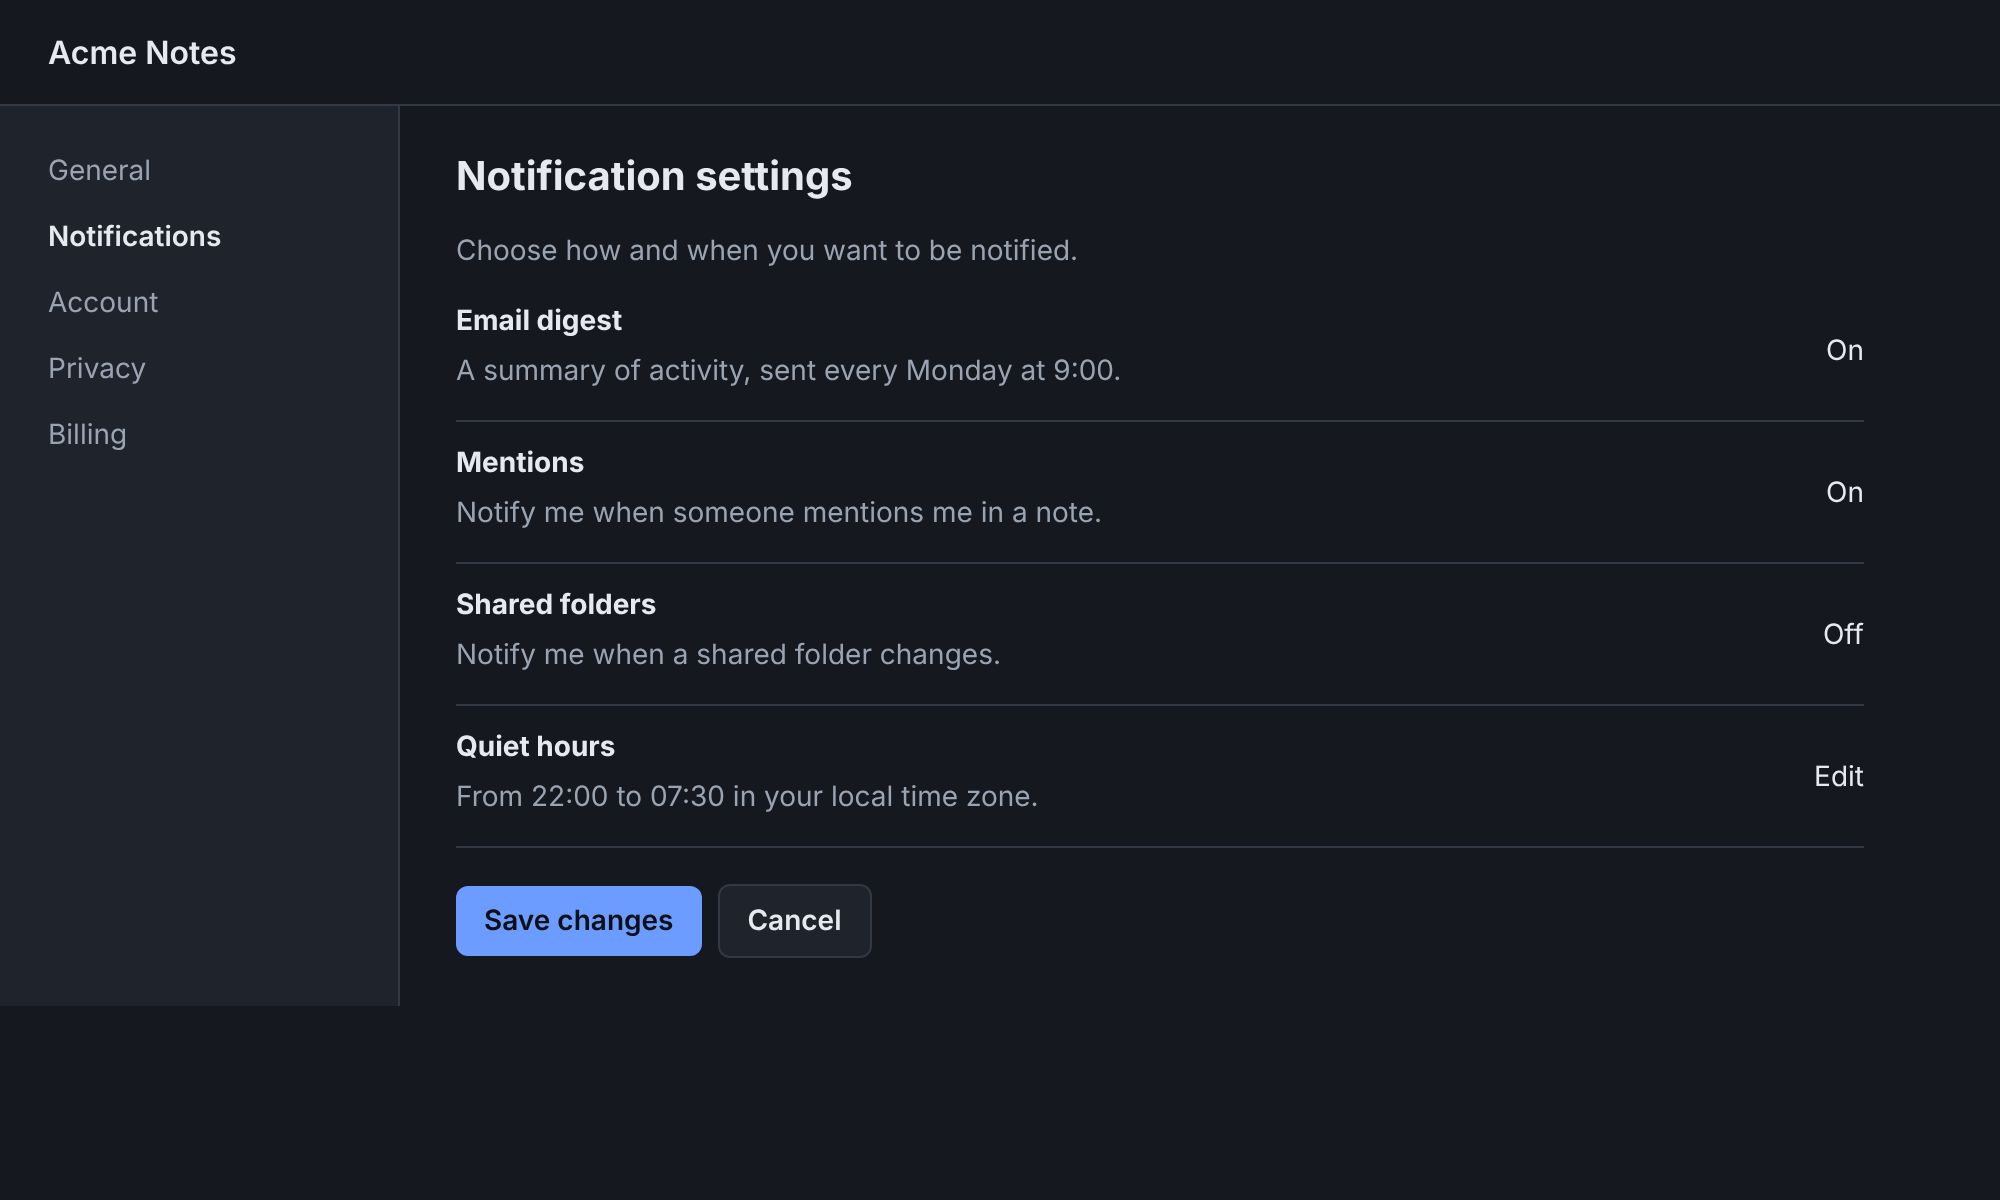 Acme Notes
General
Notifications
Account
Privacy
Billing
Notification settings
Choose how and when you want to be notified.
Email digest
A summary of activity, sent every Monday at 9:00.
On
Mentions
Notify me when someone mentions me in a note.
On
Shared folders
Notify me when a shared folder changes.
Off
Quiet hours
From 22:00 to 07:30 in your local time zone.
Edit
Save changes
Cancel